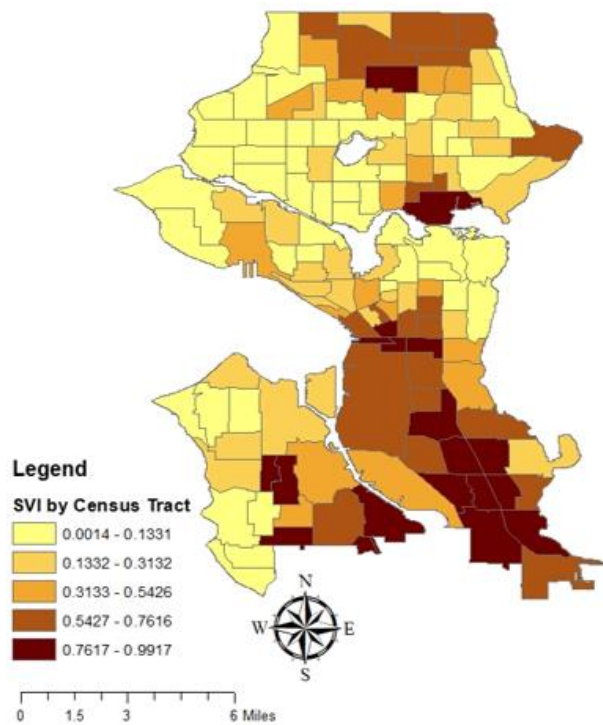 Legend
SVI by Census Tract
0.0014 - 0.1331
0.1332 - 0.3132
0.3133 - 0.5426
0.5427 - 0.7616
0.7617 - 0.9917
N
W E
S
0 1.5 3 6 Miles